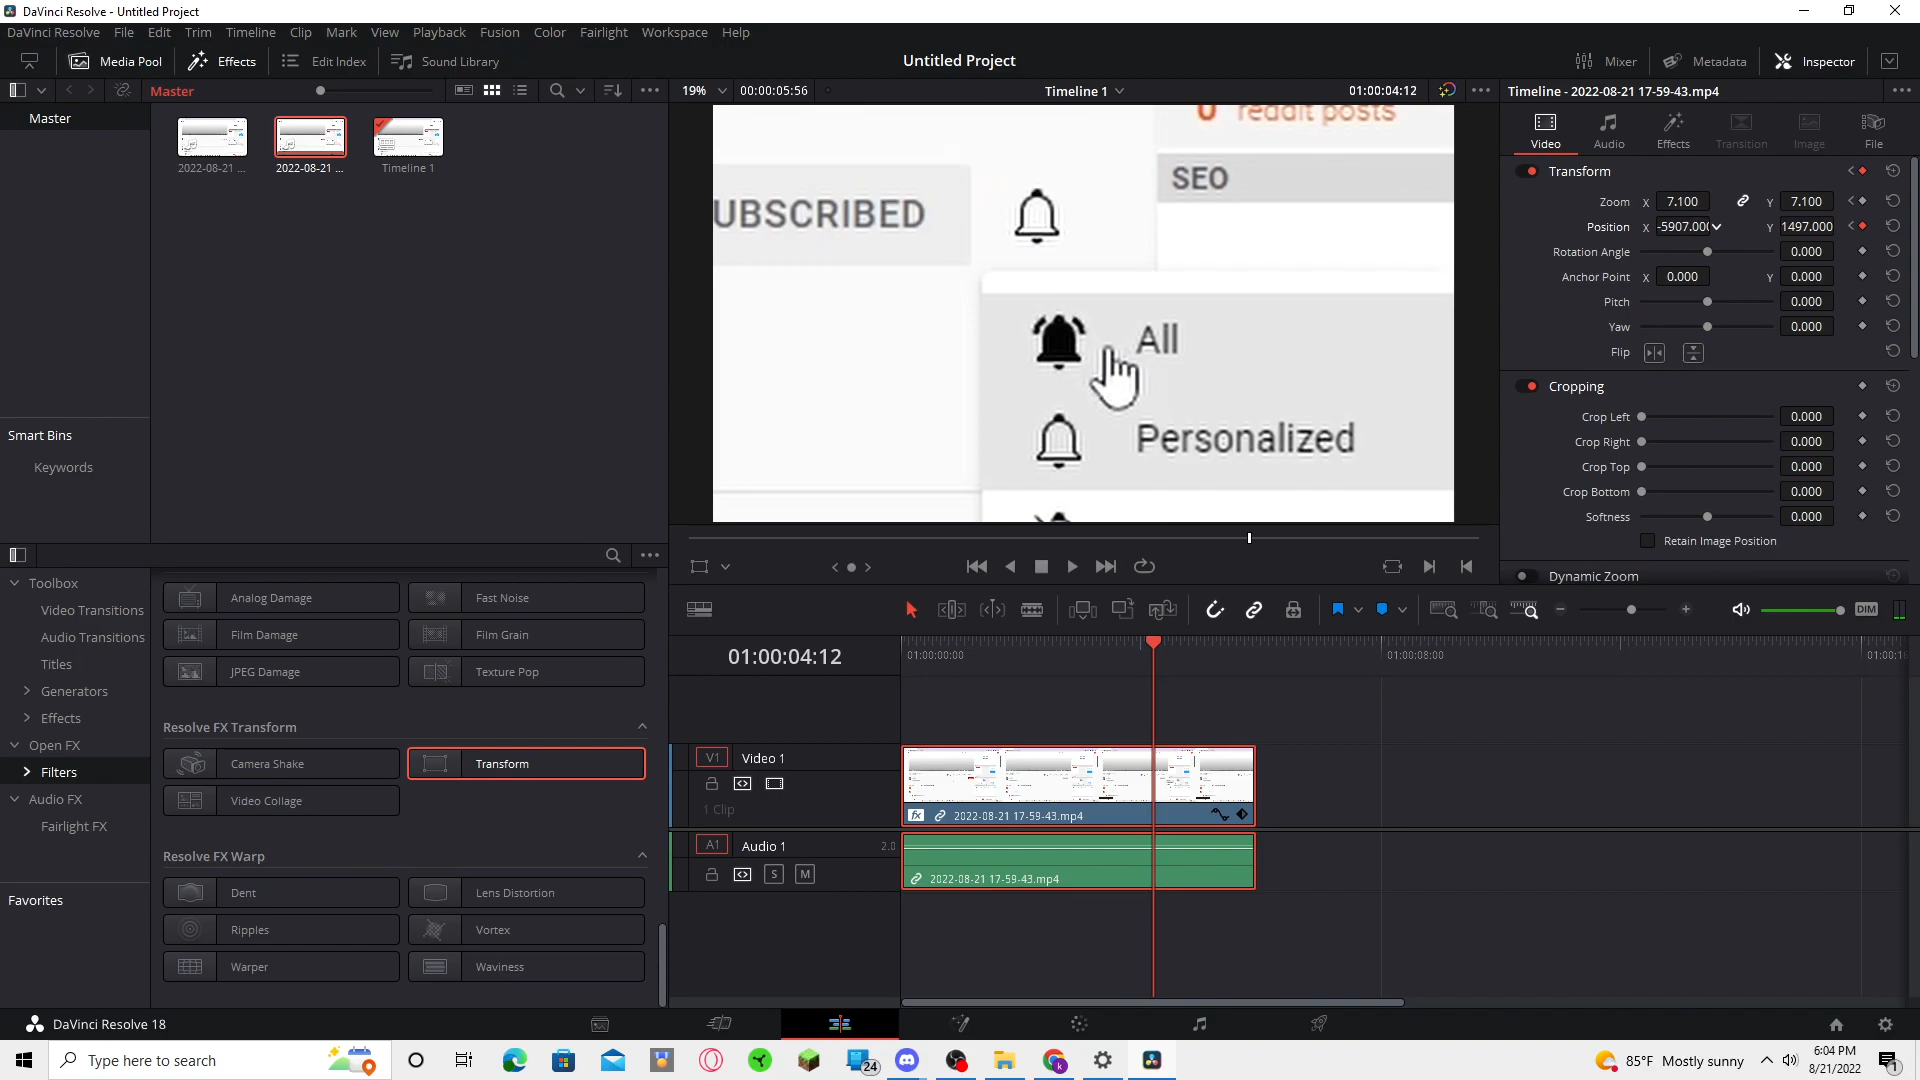 DaVinci Resolve - Untitled Project
DaVinci Resolve File Edit Trim Timeline Clip Mark View Playback Fusion Color Fairlight Workspace Help
Media Pool Effects Edit Index Sound Library Untitled Project Mixer Metadata Inspector
Master 19% 00:00:05:56 Timeline 1 01:00:04:12 Timeline - 2022-08-21 17-59-43.mp4
Master
2022-08-21 ... 2022-08-21 ... Timeline 1
Smart Bins
Keywords
reddit posts
SEO
UBSCRIBED
All
Personalized
Video Audio Effects Transition Image File
Transform
Zoom X 7.100 Y 7.100
Position X -5907.00 Y 1497.000
Rotation Angle 0.000
Anchor Point X 0.000 Y 0.000
Pitch 0.000
Yaw 0.000
Flip
Cropping
Crop Left 0.000
Crop Right 0.000
Crop Top 0.000
Crop Bottom 0.000
Softness 0.000
Retain Image Position
Dynamic Zoom
Toolbox
Video Transitions
Audio Transitions
Titles
Generators
Effects
Open FX
Filters
Audio FX
Fairlight FX
Favorites
Analog Damage Fast Noise
Film Damage Film Grain
JPEG Damage Texture Pop
Resolve FX Transform
Camera Shake Transform
Video Collage
Resolve FX Warp
Dent Lens Distortion
Ripples Vortex
Warper Waviness
DIM
01:00:04:12 01:00:00:00 01:00:08:00 01:00:1
V1 Video 1
1 Clip
fx 2022-08-21 17-59-43.mp4
A1 Audio 1 2.0
S M
2022-08-21 17-59-43.mp4
DaVinci Resolve 18
Type here to search 24 85°F Mostly sunny 6:04 PM
8/21/2022 1